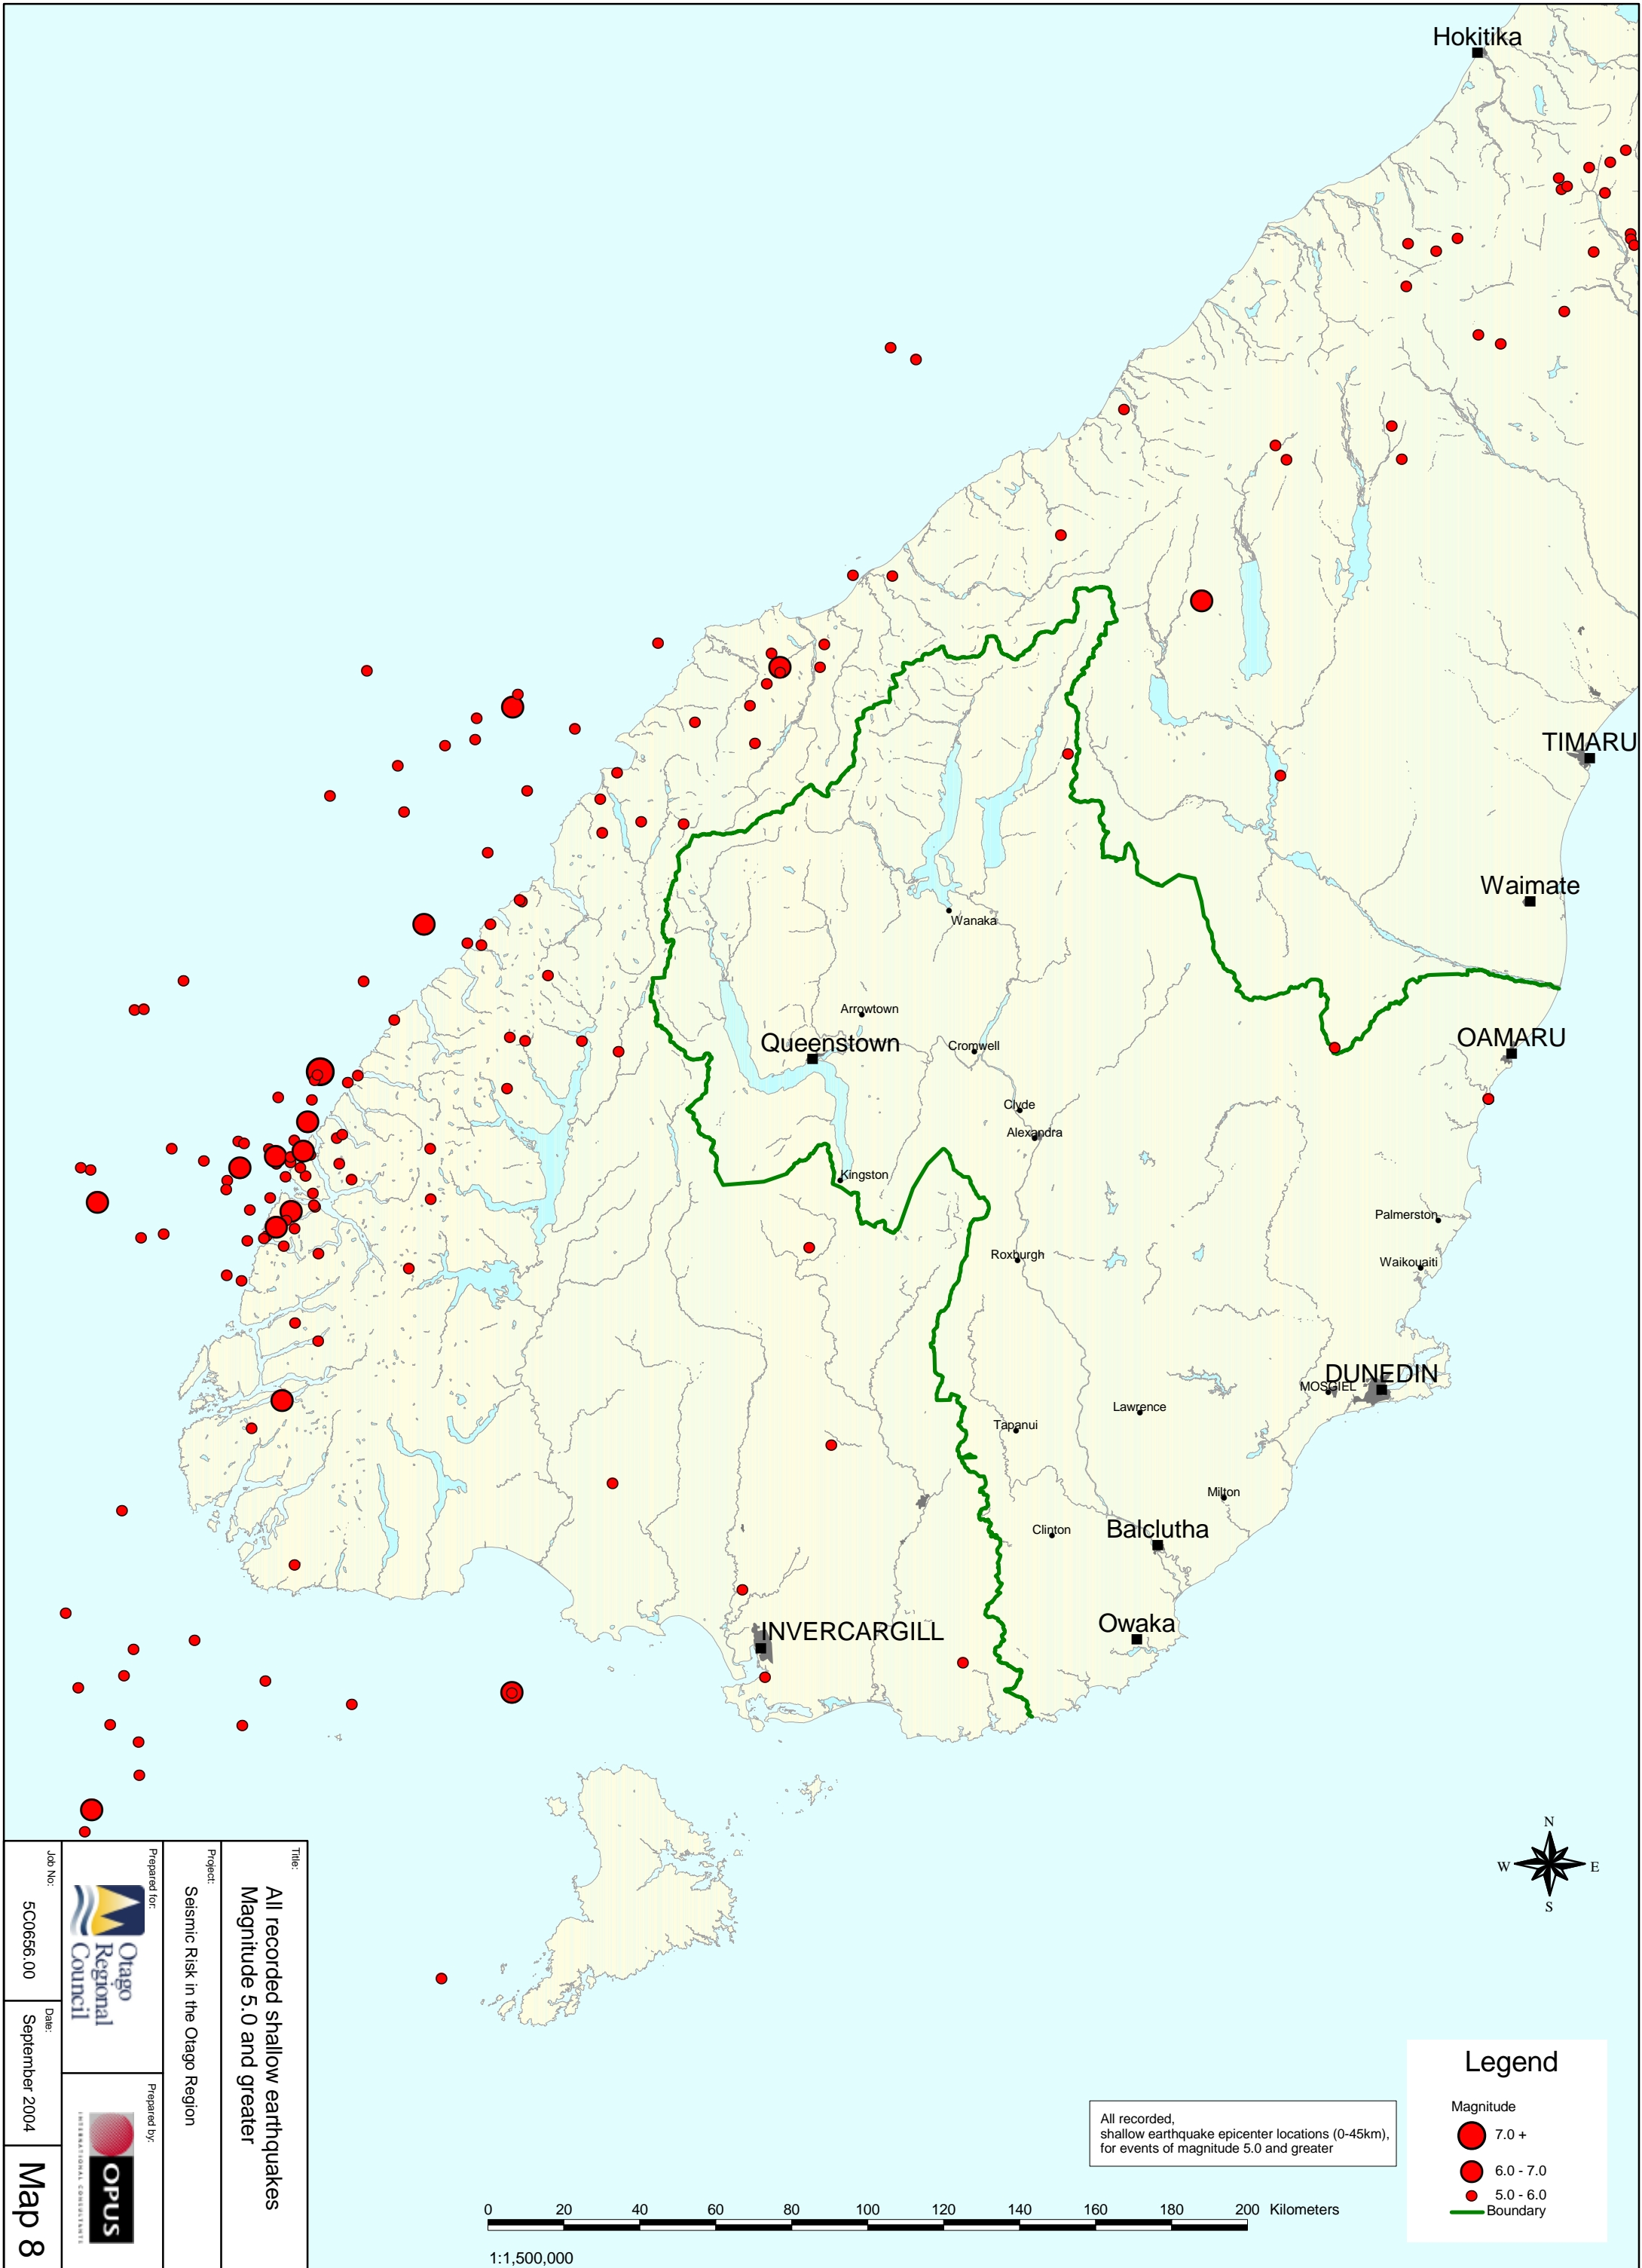 Hokitika
TIMARU
Waimate
Wanaka
Arrowtown
Queenstown
Cromwell
OAMARU
Clyde
Alexandra
Kingston
Palmerston
Roxburgh
Waikouaiti
DUNEDIN
MOSGIEL
Lawrence
Tapanui
Milton
Clinton
Balclutha
Owaka
INVERCARGILL
N
W
E
S
Title:
All recorded shallow earthquakes
Magnitude 5.0 and greater
Project:
Seismic Risk in the Otago Region
Prepared for:
Otago
Regional
Council
Prepared by:
OPUS
INTERNATIONAL CONSULTANTS
Job No:
5C0656.00
Date:
September 2004
Map 8
All recorded,
shallow earthquake epicenter locations (0-45km),
for events of magnitude 5.0 and greater
Legend
Magnitude
7.0 +
6.0 - 7.0
5.0 - 6.0
Boundary
0 20 40 60 80 100 120 140 160 180 200 Kilometers
1:1,500,000